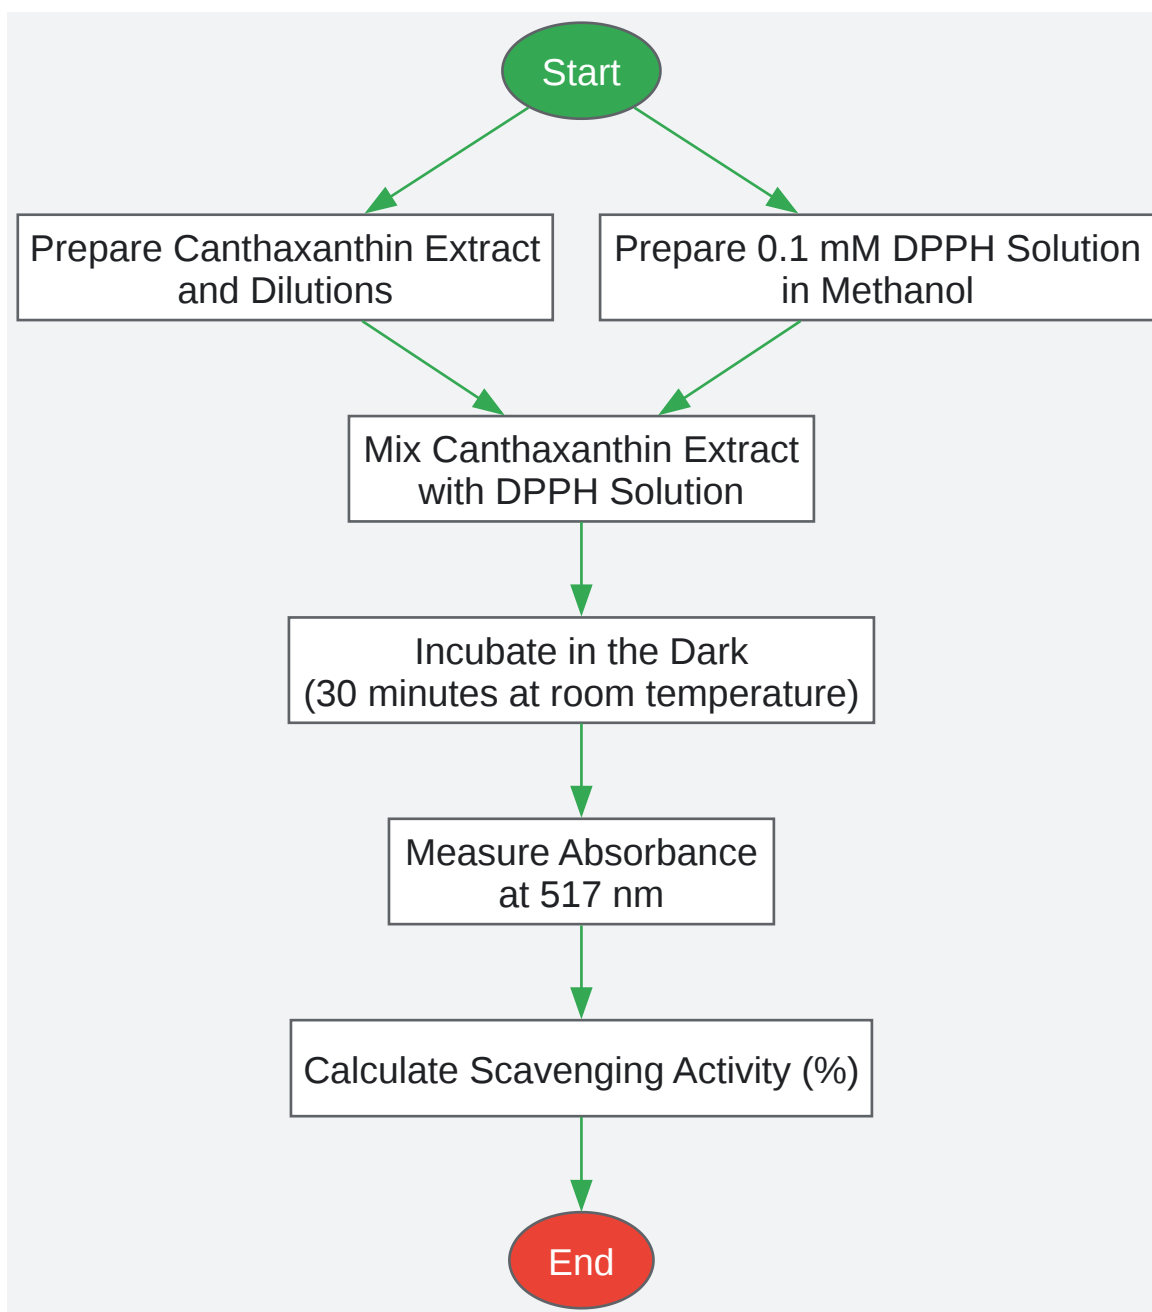 Start
Prepare Canthaxanthin Extract
and Dilutions
Prepare 0.1 mM DPPH Solution
in Methanol
Mix Canthaxanthin Extract
with DPPH Solution
Incubate in the Dark
(30 minutes at room temperature)
Measure Absorbance
at 517 nm
Calculate Scavenging Activity (%)
End